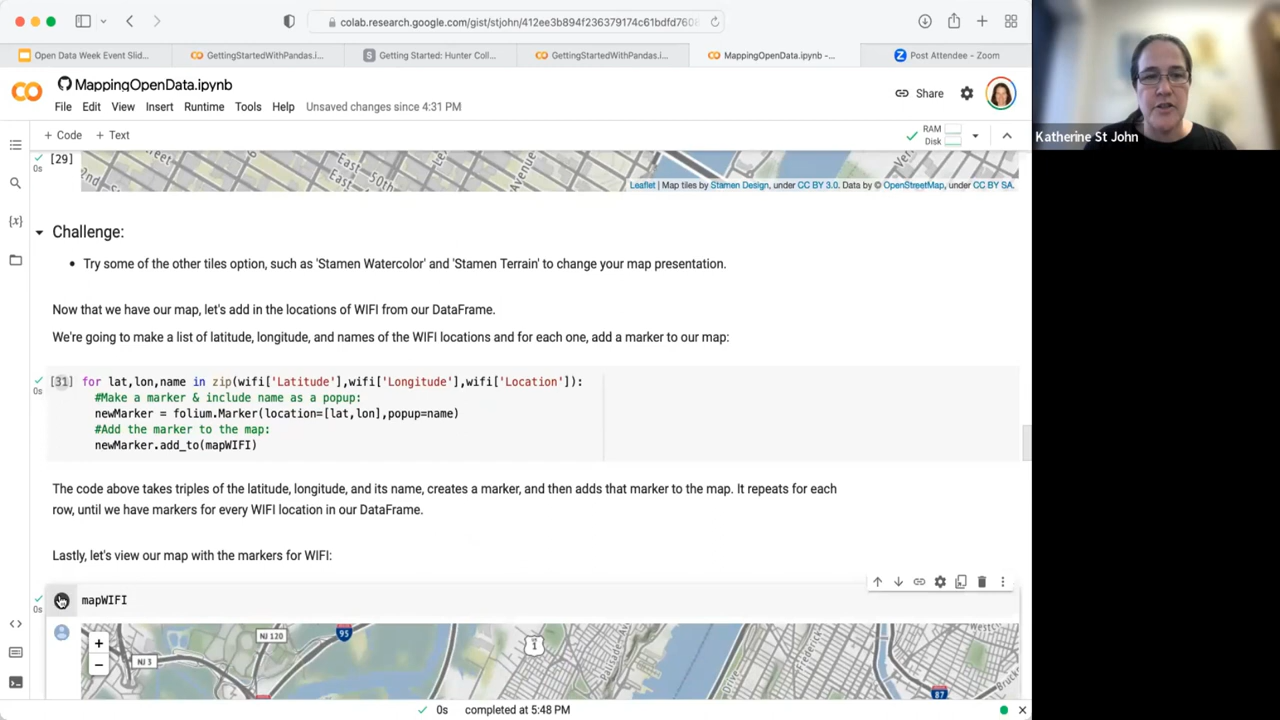 colab.research.google.com/gist/stjohn/412ee3b894f236379174c61bdfd7608
Open Data Week Event Slid...
GettingStartedWithPandas.i...
Getting Started: Hunter Coll...
GettingStartedWithPandas.i...
MappingOpenData.ipynb -...
Post Attendee - Zoom
MappingOpenData.ipynb
File Edit View Insert Runtime Tools Help Unsaved changes since 4:31 PM
Share
+ Code + Text
RAM
Disk
Katherine St John
[29]
0s
Street
2nd
East
East 50th
Avenue
Leaflet | Map tiles by Stamen Design, under CC BY 3.0. Data by © OpenStreetMap, under CC BY SA.
Challenge:
• Try some of the other tiles option, such as 'Stamen Watercolor' and 'Stamen Terrain' to change your map presentation.
Now that we have our map, let's add in the locations of WIFI from our DataFrame.
We're going to make a list of latitude, longitude, and names of the WIFI locations and for each one, add a marker to our map:
[31] for lat,lon,name in zip(wifi['Latitude'],wifi['Longitude'],wifi['Location']):
0s
#Make a marker & include name as a popup:
newMarker = folium.Marker(location=[lat,lon],popup=name)
#Add the marker to the map:
newMarker.add_to(mapWIFI)
The code above takes triples of the latitude, longitude, and its name, creates a marker, and then adds that marker to the map. It repeats for each
row, until we have markers for every WIFI location in our DataFrame.
Lastly, let's view our map with the markers for WIFI:
mapWIFI
0s
+
−
NJ 120
95
1
NJ 3
87
0s completed at 5:48 PM